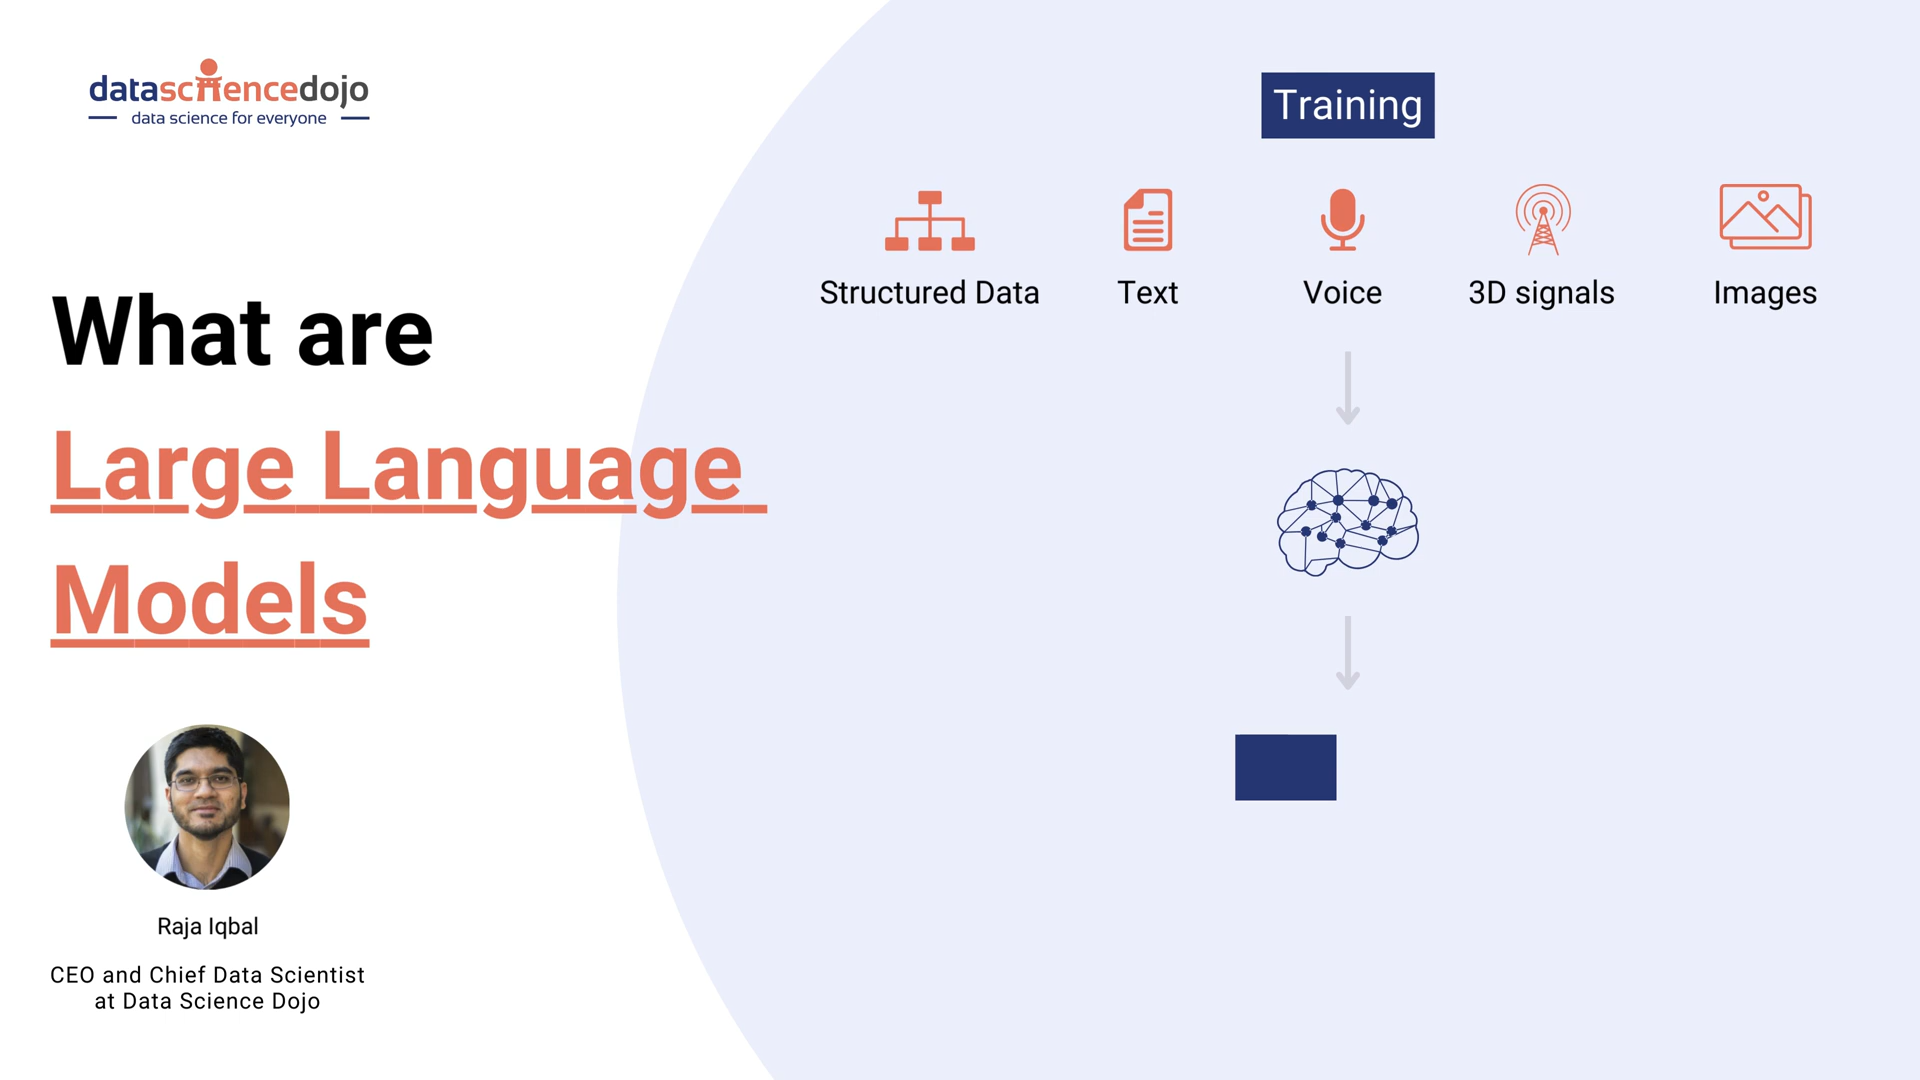 datasciencedojo
data science for everyone
What are
Large Language
Models
Raja Iqbal
CEO and Chief Data Scientist
at Data Science Dojo
Training
Structured Data
Text
Voice
3D signals
Images